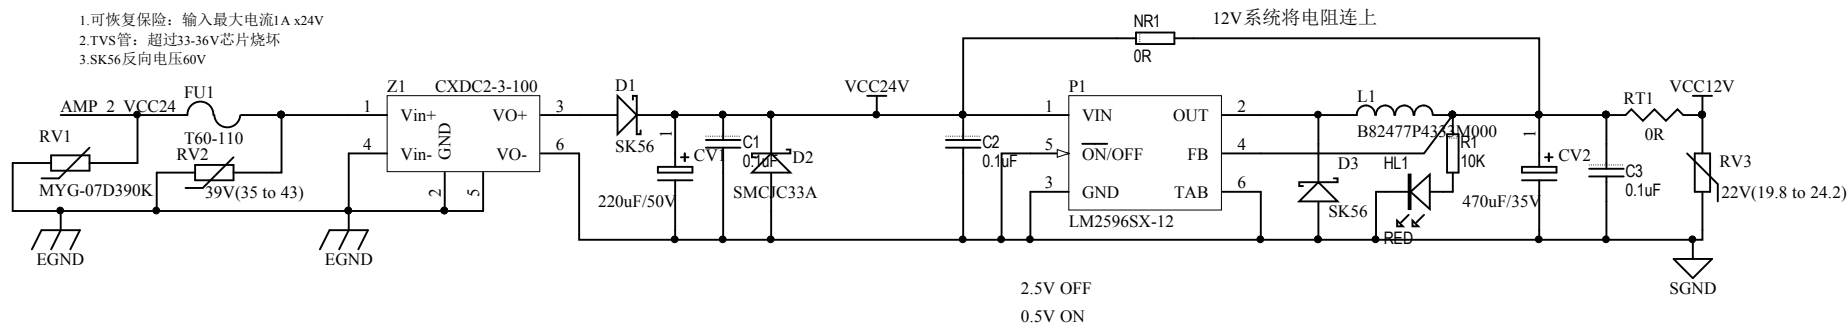 1.可恢复保险：输入最大电流1A x24V
2.TVS管：超过33-36V芯片烧坏
3.SK56反向电压60V
12V系统将电阻连上
NR1
0R
AMP_2_VCC24
FU1
T60-110
RV1
MYG-07D390K
RV2
39V(35 to 43)
EGND
EGND
Z1
CXDC2-3-100
1
Vin+
4
Vin-
GND
2
5
VO+
3
VO-
6
D1
SK56
1
CV1
220uF/50V
C1
0.1uF
D2
SMCJC33A
VCC24V
C2
0.1uF
P1
1
VIN
5
ON/OFF
3
GND
OUT
2
FB
4
TAB
6
LM2596SX-12
D3
SK56
L1
B82477P4333M000
HL1
RED
R1
10K
1
CV2
470uF/35V
C3
0.1uF
RT1
0R
VCC12V
RV3
22V(19.8 to 24.2)
SGND
2.5V OFF
0.5V ON